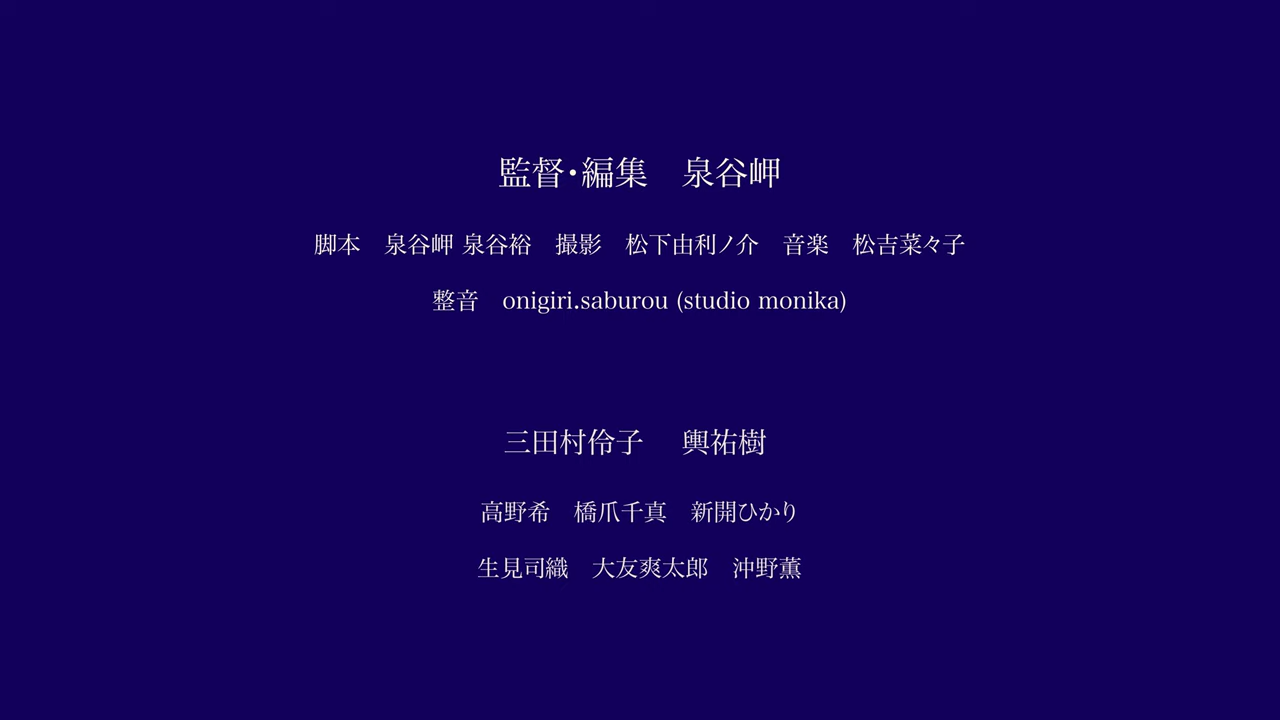 監督・編集　泉谷岬
脚本　泉谷岬 泉谷裕　撮影　松下由利ノ介　音楽　松吉菜々子
整音　onigiri.saburou (studio monika)
三田村伶子　輿祐樹
高野希　橋爪千真　新開ひかり
生見司織　大友爽太郎　沖野薫